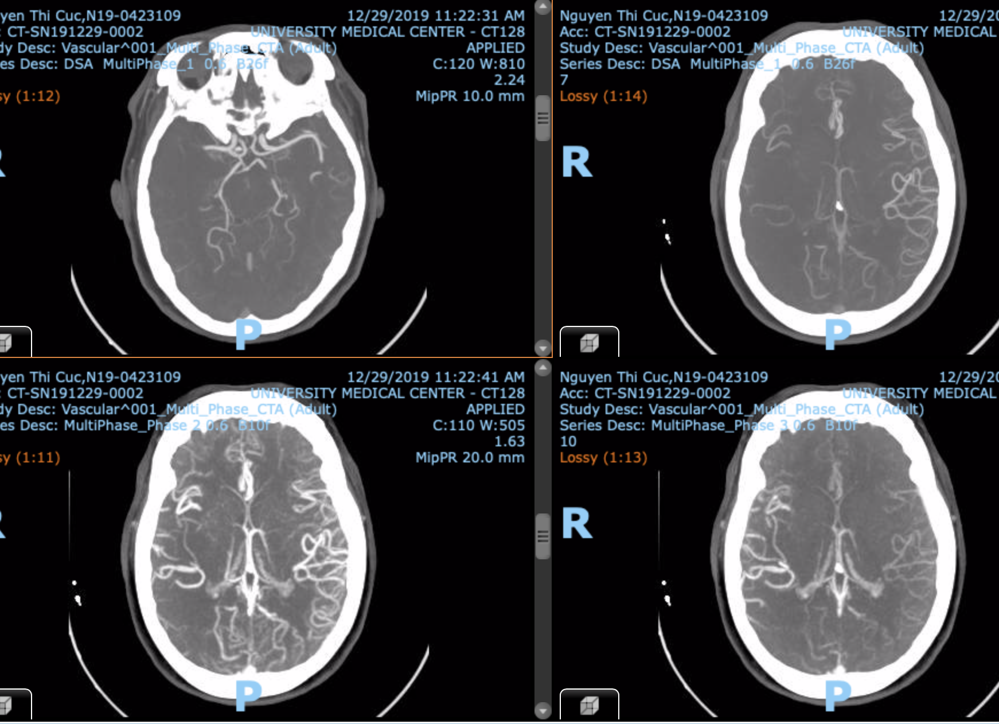 yen Thi Cuc,N19-0423109
12/29/2019 11:22:31 AM
: CT-SN191229-0002
UNIVERSITY MEDICAL CENTER - CT128
dy Desc: Vascular^001_Multi_Phase_CTA (Adult)
APPLIED
es Desc: DSA MultiPhase_1 0.6 B26f
C:120 W:810
2.24
sy (1:12)
MipPR 10.0 mm
R
P
Nguyen Thi Cuc,N19-0423109
12/29/20
Acc: CT-SN191229-0002
UNIVERSITY MEDICAL
Study Desc: Vascular^001_Multi_Phase_CTA (Adult)
Series Desc: DSA MultiPhase_1 0.6 B26f
7
Lossy (1:14)
R
P
yen Thi Cuc,N19-0423109
12/29/2019 11:22:41 AM
: CT-SN191229-0002
UNIVERSITY MEDICAL CENTER - CT128
dy Desc: Vascular^001_Multi_Phase_CTA (Adult)
APPLIED
es Desc: MultiPhase_Phase 2 0.6 B10f
C:110 W:505
1.63
sy (1:11)
MipPR 20.0 mm
R
P
Nguyen Thi Cuc,N19-0423109
12/29/20
Acc: CT-SN191229-0002
UNIVERSITY MEDICAL
Study Desc: Vascular^001_Multi_Phase_CTA (Adult)
Series Desc: MultiPhase_Phase 3 0.6 B10f
10
Lossy (1:13)
R
P